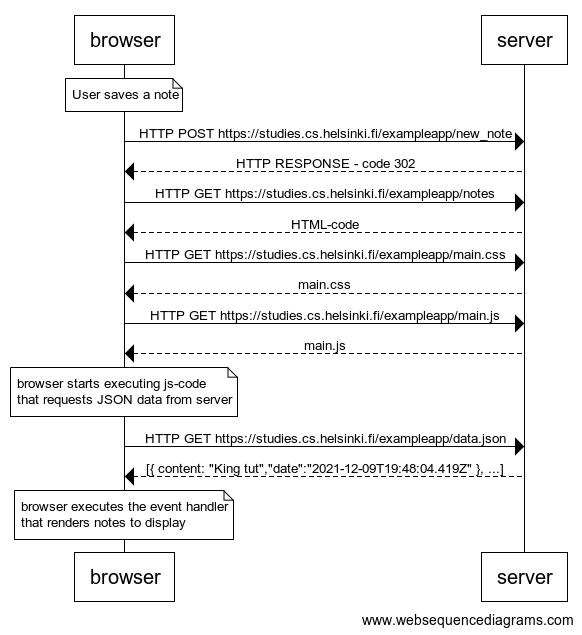 browser
server
User saves a note
HTTP POST https://studies.cs.helsinki.fi/exampleapp/new_note
HTTP RESPONSE - code 302
HTTP GET https://studies.cs.helsinki.fi/exampleapp/notes
HTML-code
HTTP GET https://studies.cs.helsinki.fi/exampleapp/main.css
main.css
HTTP GET https://studies.cs.helsinki.fi/exampleapp/main.js
main.js
browser starts executing js-code
that requests JSON data from server
HTTP GET https://studies.cs.helsinki.fi/exampleapp/data.json
[{ content: "King tut","date":"2021-12-09T19:48:04.419Z" }, ...]
browser executes the event handler
that renders notes to display
browser
server
www.websequencediagrams.com